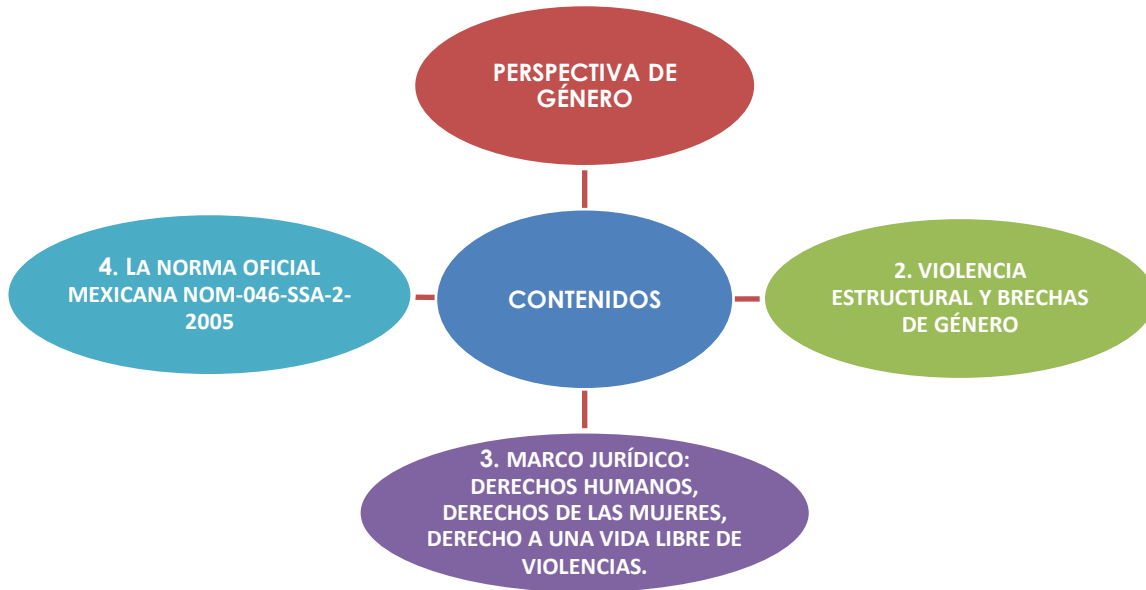 PERSPECTIVA DE
GÉNERO
4. LA NORMA OFICIAL
MEXICANA NOM-046-SSA-2-
2005
CONTENIDOS
2. VIOLENCIA
ESTRUCTURAL Y BRECHAS
DE GÉNERO
3. MARCO JURÍDICO:
DERECHOS HUMANOS,
DERECHOS DE LAS MUJERES,
DERECHO A UNA VIDA LIBRE DE
VIOLENCIAS.